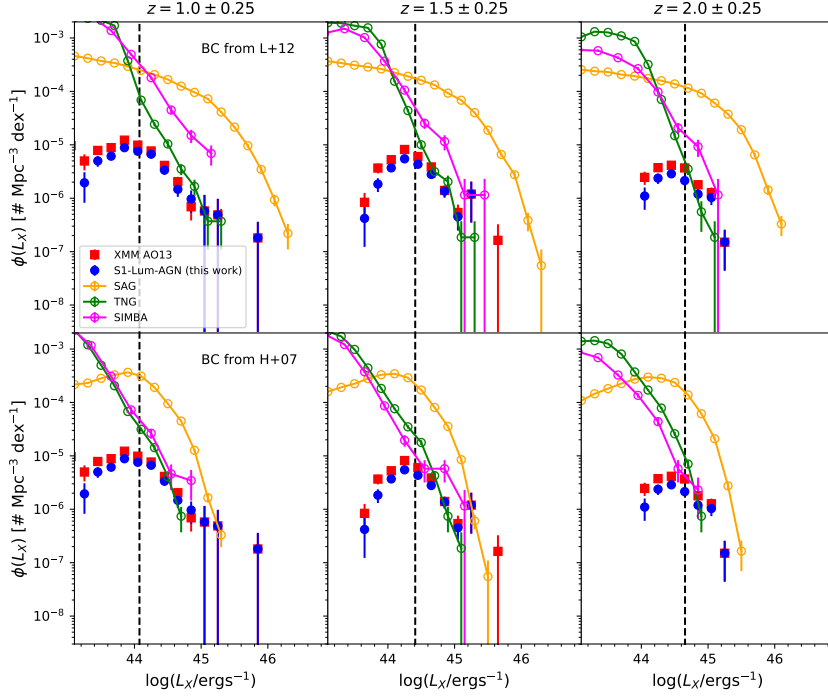 z = 1.0 ± 0.25
z = 1.5 ± 0.25
z = 2.0 ± 0.25
BC from L+12
10⁻³
10⁻⁴
10⁻⁵
10⁻⁶
10⁻⁷
10⁻⁸
ϕ(L_X) [# Mpc⁻³ dex⁻¹]
XMM AO13
S1-Lum-AGN (this work)
SAG
TNG
SIMBA
BC from H+07
10⁻³
10⁻⁴
10⁻⁵
10⁻⁶
10⁻⁷
10⁻⁸
ϕ(L_X) [# Mpc⁻³ dex⁻¹]
44 45 46
44 45 46
44 45 46
log(L_X/ergs⁻¹)
log(L_X/ergs⁻¹)
log(L_X/ergs⁻¹)